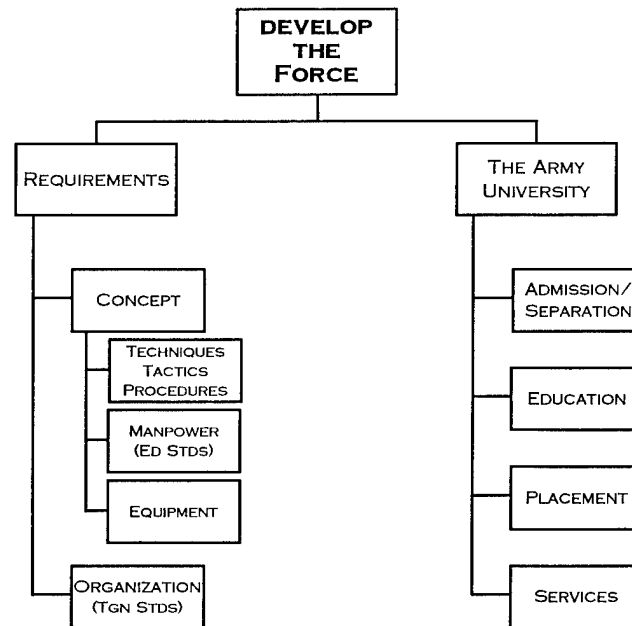 DEVELOP
THE
FORCE
REQUIREMENTS
THE ARMY
UNIVERSITY
CONCEPT
TECHNIQUES
TACTICS
PROCEDURES
MANPOWER
(ED STDS)
EQUIPMENT
ORGANIZATION
(TGN STDS)
ADMISSION/
SEPARATION
EDUCATION
PLACEMENT
SERVICES